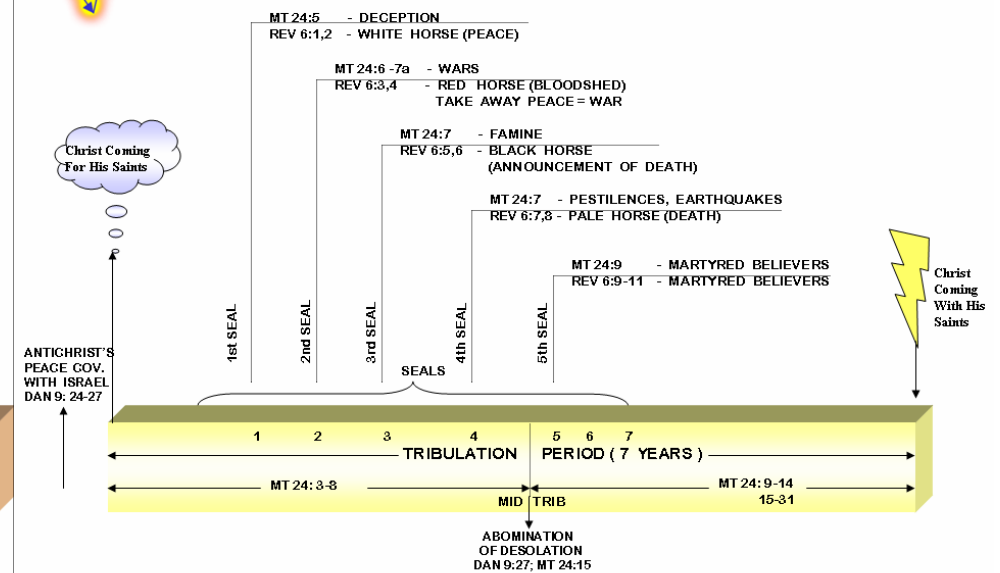 MT 24:5 - DECEPTION
REV 6:1,2 - WHITE HORSE (PEACE)
MT 24:6 -7a - WARS
REV 6:3,4 - RED HORSE (BLOODSHED)
TAKE AWAY PEACE = WAR
MT 24:7 - FAMINE
REV 6:5,6 - BLACK HORSE
(ANNOUNCEMENT OF DEATH)
MT 24:7 - PESTILENCES, EARTHQUAKES
REV 6:7,8 - PALE HORSE (DEATH)
MT 24:9 - MARTYRED BELIEVERS
REV 6:9-11 - MARTYRED BELIEVERS
Christ Coming
For His Saints
Christ
Coming
With His
Saints
1st SEAL
2nd SEAL
3rd SEAL
4th SEAL
5th SEAL
ANTICHRIST'S
PEACE COV.
WITH ISRAEL
DAN 9: 24-27
SEALS
1 2 3 4 5 6 7
TRIBULATION PERIOD ( 7 YEARS )
MT 24: 3-8
MT 24: 9-14
15-31
MID TRIB
ABOMINATION
OF DESOLATION
DAN 9:27; MT 24:15